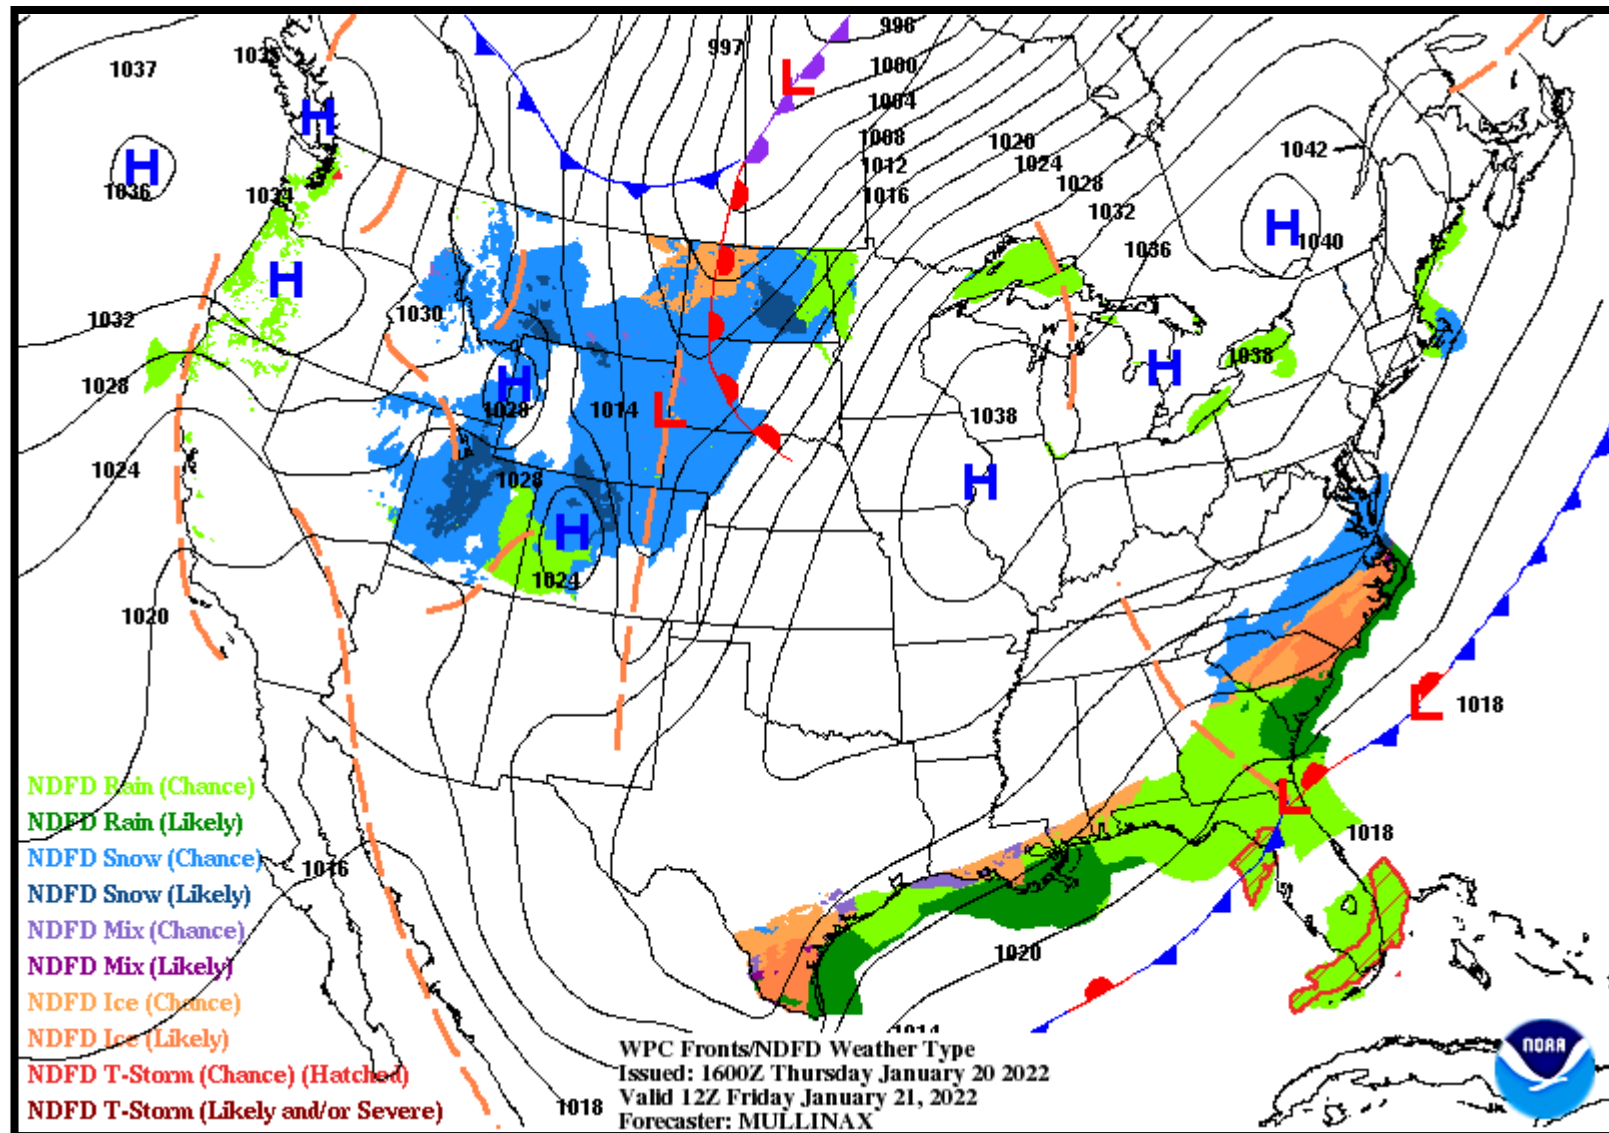 996
997
1037
1035
1000
1004
L
H
1008
1020
1042
H
1012
1024
1036
1034
1016
1028
1032
H
1040
1036
H
1032
1030
1038
H
1028
H
1028
1014
L
1038
1024
1028
H
H
1024
1020
L
1018
NDFD Rain (Chance)
L
NDFD Rain (Likely)
1018
NDFD Snow (Chance)
1016
NDFD Snow (Likely)
NDFD Mix (Chance)
1020
NDFD Mix (Likely)
NDFD Ice (Chance)
NDFD Ice (Likely)
1014
WPC Fronts/NDFD Weather Type
NDFD T-Storm (Chance) (Hatched)
Issued: 1600Z Thursday January 20 2022
NOAA
1018
Valid 12Z Friday January 21, 2022
NDFD T-Storm (Likely and/or Severe)
Forecaster: MULLINAX